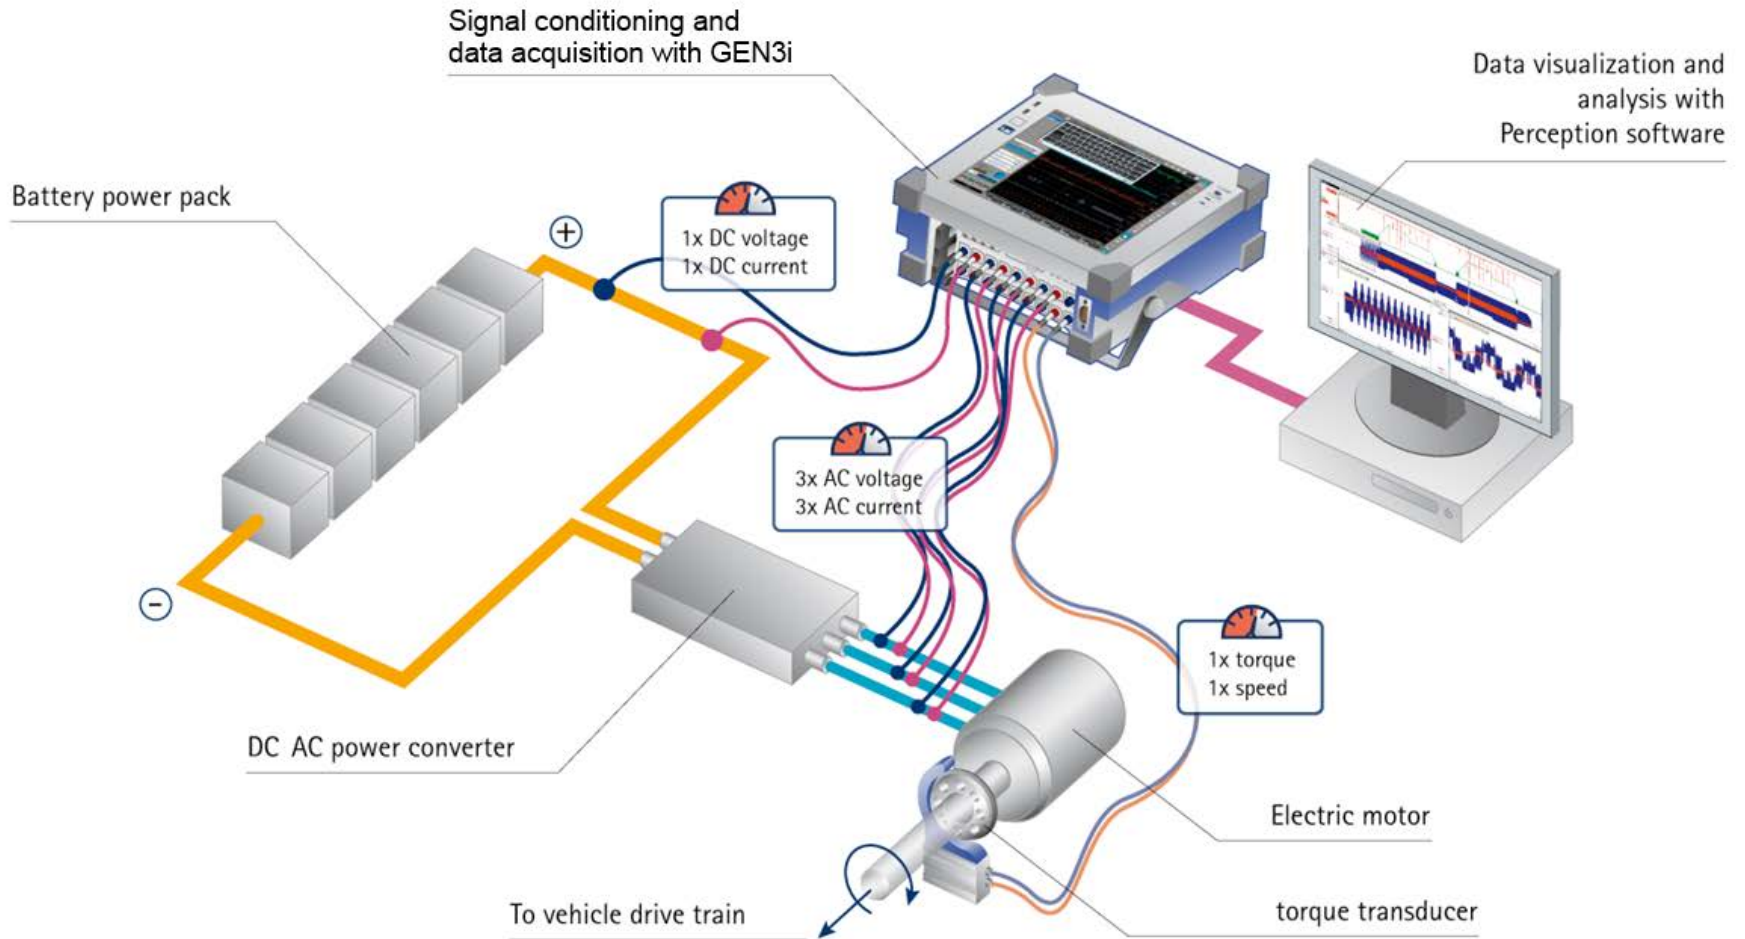 Signal conditioning and
data acquisition with GEN3i
Data visualization and
analysis with
Perception software
Battery power pack
+
1x DC voltage
1x DC current
3x AC voltage
3x AC current
−
1x torque
1x speed
DC AC power converter
Electric motor
To vehicle drive train
torque transducer